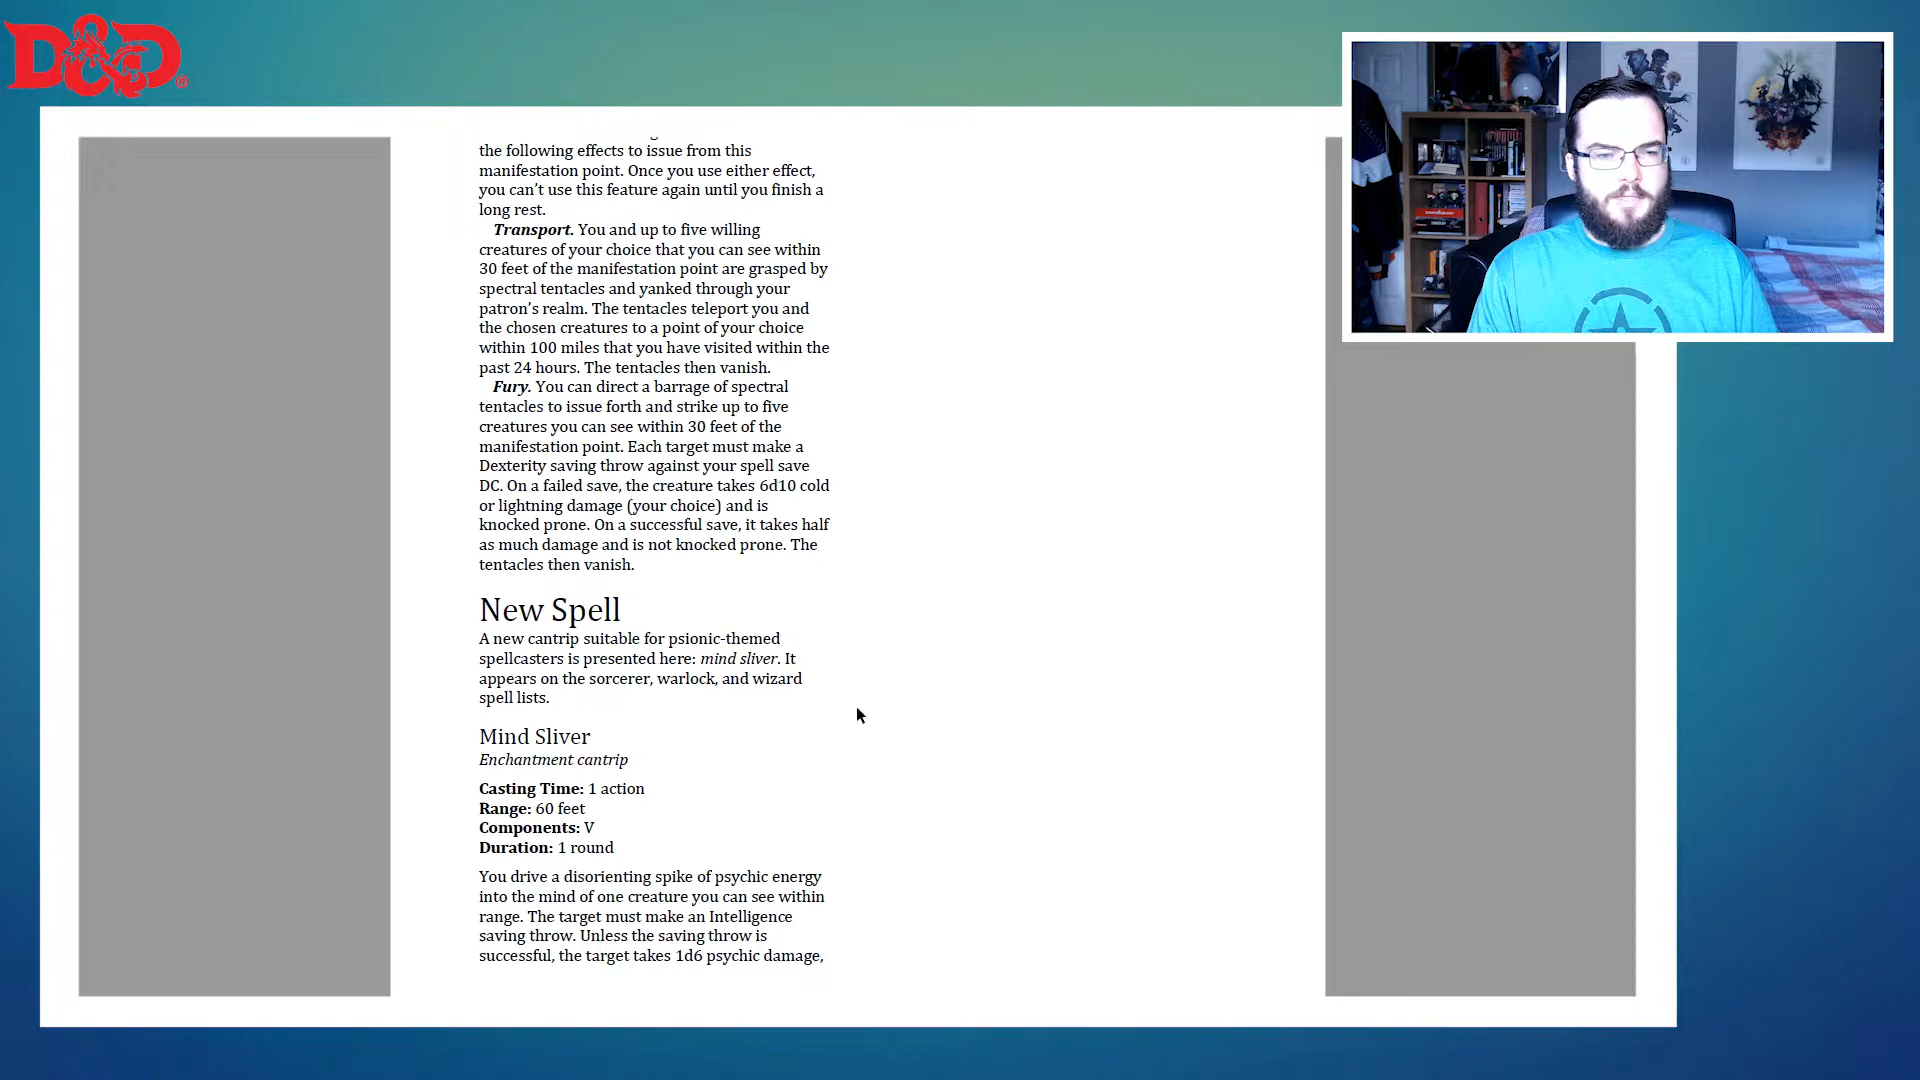 D&D
the following effects to issue from this
manifestation point. Once you use either effect,
you can’t use this feature again until you finish a
long rest.
Transport. You and up to five willing
creatures of your choice that you can see within
30 feet of the manifestation point are grasped by
spectral tentacles and yanked through your
patron’s realm. The tentacles teleport you and
the chosen creatures to a point of your choice
within 100 miles that you have visited within the
past 24 hours. The tentacles then vanish.
Fury. You can direct a barrage of spectral
tentacles to issue forth and strike up to five
creatures you can see within 30 feet of the
manifestation point. Each target must make a
Dexterity saving throw against your spell save
DC. On a failed save, the creature takes 6d10 cold
or lightning damage (your choice) and is
knocked prone. On a successful save, it takes half
as much damage and is not knocked prone. The
tentacles then vanish.
New Spell
A new cantrip suitable for psionic-themed
spellcasters is presented here: mind sliver. It
appears on the sorcerer, warlock, and wizard
spell lists.
Mind Sliver
Enchantment cantrip
Casting Time: 1 action
Range: 60 feet
Components: V
Duration: 1 round
You drive a disorienting spike of psychic energy
into the mind of one creature you can see within
range. The target must make an Intelligence
saving throw. Unless the saving throw is
successful, the target takes 1d6 psychic damage,